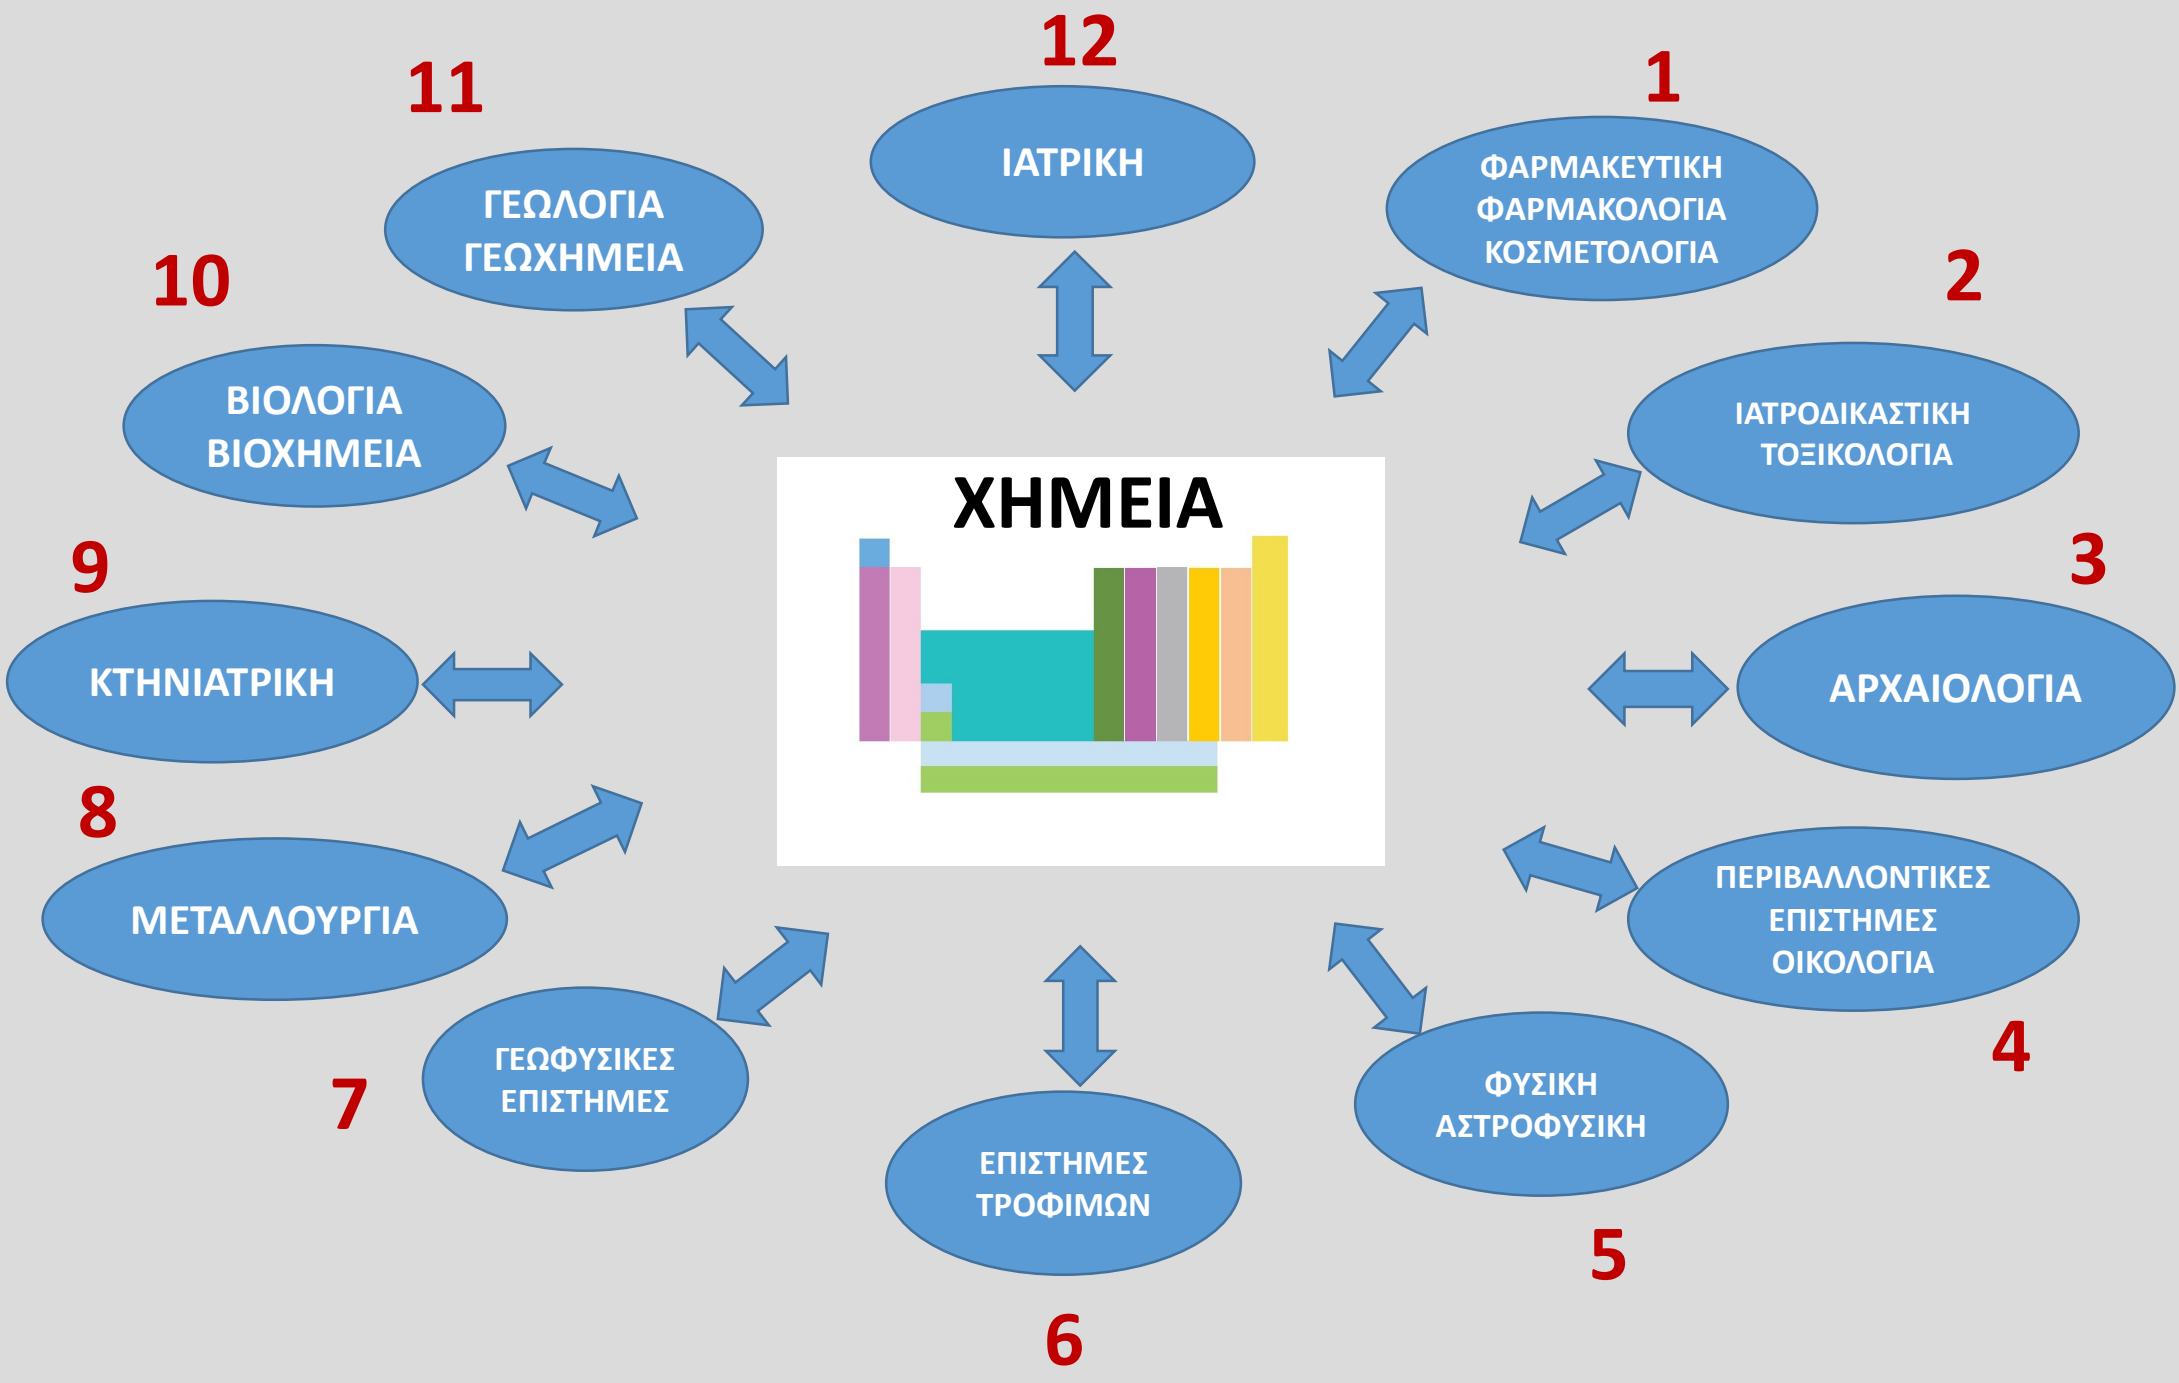 12
ΙΑΤΡΙΚΗ
1
ΦΑΡΜΑΚΕΥΤΙΚΗ
ΦΑΡΜΑΚΟΛΟΓΙΑ
ΚΟΣΜΕΤΟΛΟΓΙΑ
2
ΙΑΤΡΟΔΙΚΑΣΤΙΚΗ
ΤΟΞΙΚΟΛΟΓΙΑ
3
ΑΡΧΑΙΟΛΟΓΙΑ
ΠΕΡΙΒΑΛΛΟΝΤΙΚΕΣ
ΕΠΙΣΤΗΜΕΣ
ΟΙΚΟΛΟΓΙΑ
4
ΦΥΣΙΚΗ
ΑΣΤΡΟΦΥΣΙΚΗ
5
ΕΠΙΣΤΗΜΕΣ
ΤΡΟΦΙΜΩΝ
6
ΓΕΩΦΥΣΙΚΕΣ
ΕΠΙΣΤΗΜΕΣ
7
8
ΜΕΤΑΛΛΟΥΡΓΙΑ
9
ΚΤΗΝΙΑΤΡΙΚΗ
10
ΒΙΟΛΟΓΙΑ
ΒΙΟΧΗΜΕΙΑ
11
ΓΕΩΛΟΓΙΑ
ΓΕΩΧΗΜΕΙΑ
ΧΗΜΕΙΑ